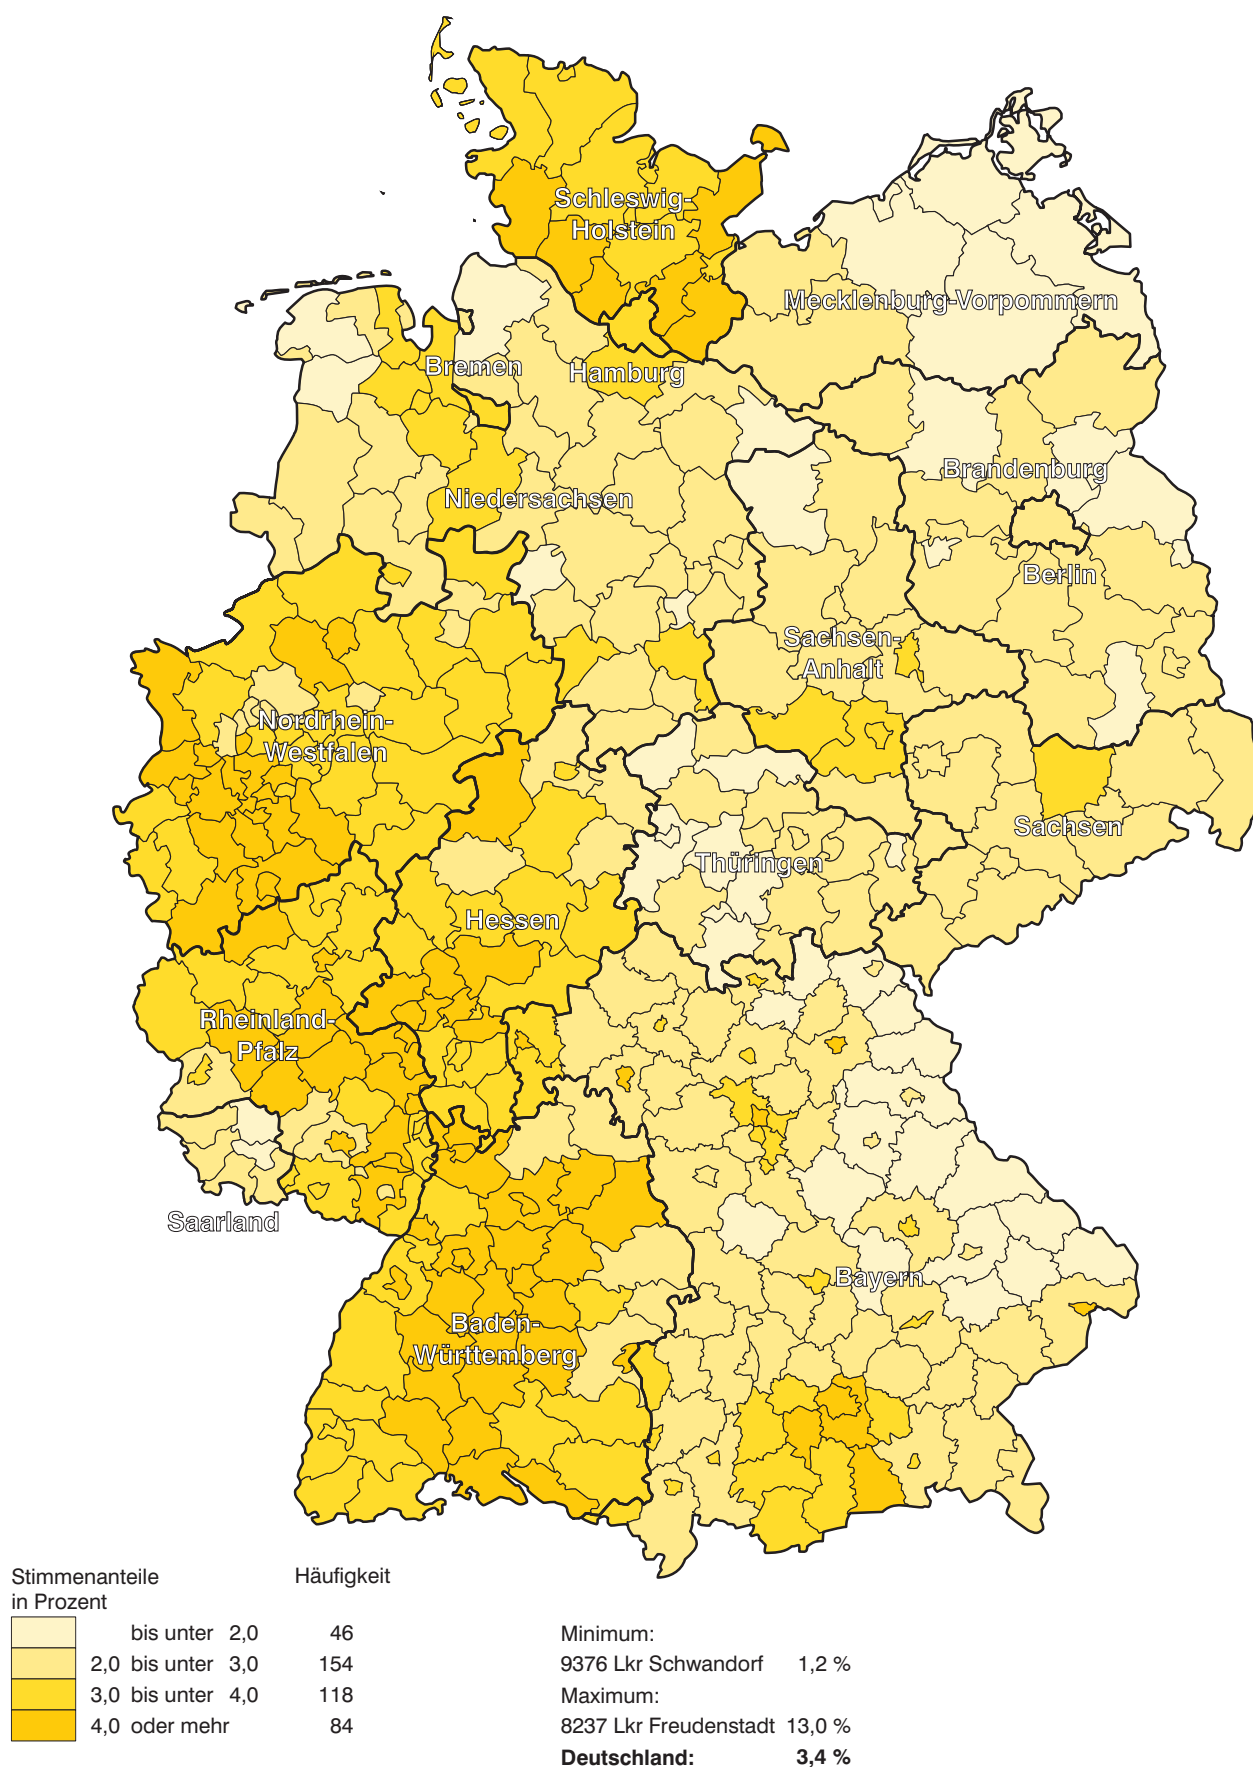 Schleswig-
Holstein
Mecklenburg-Vorpommern
Bremen
Hamburg
Brandenburg
Niedersachsen
Berlin
Sachsen-
Anhalt
Nordrhein-
Westfalen
Sachsen
Thüringen
Hessen
Rheinland-
Pfalz
Saarland
Bayern
Baden-
Württemberg
Stimmenanteile
in Prozent
Häufigkeit
bis unter 2,0 46
2,0 bis unter 3,0 154
3,0 bis unter 4,0 118
4,0 oder mehr 84
Minimum:
9376 Lkr Schwandorf 1,2 %
Maximum:
8237 Lkr Freudenstadt 13,0 %
Deutschland: 3,4 %